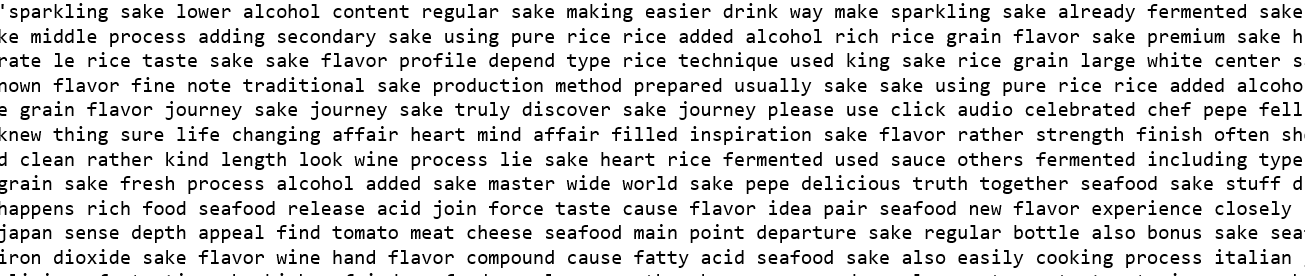 'sparkling sake lower alcohol content regular sake making easier drink way make sparkling sake already fermented sake
ke middle process adding secondary sake using pure rice rice added alcohol rich rice grain flavor sake premium sake h
rate le rice taste sake sake flavor profile depend type rice technique used king sake rice grain large white center s
nown flavor fine note traditional sake production method prepared usually sake sake using pure rice rice added alcoho
e grain flavor journey sake journey sake truly discover sake journey please use click audio celebrated chef pepe fell
knew thing sure life changing affair heart mind affair filled inspiration sake flavor rather strength finish often sh
d clean rather kind length look wine process lie sake heart rice fermented used sauce others fermented including type
grain sake fresh process alcohol added sake master wide world sake pepe delicious truth together seafood sake stuff d
happens rich food seafood release acid join force taste cause flavor idea pair seafood new flavor experience closely
japan sense depth appeal find tomato meat cheese seafood main point departure sake regular bottle also bonus sake sea
iron dioxide sake flavor wine hand flavor compound cause fatty acid seafood sake also easily cooking process italian